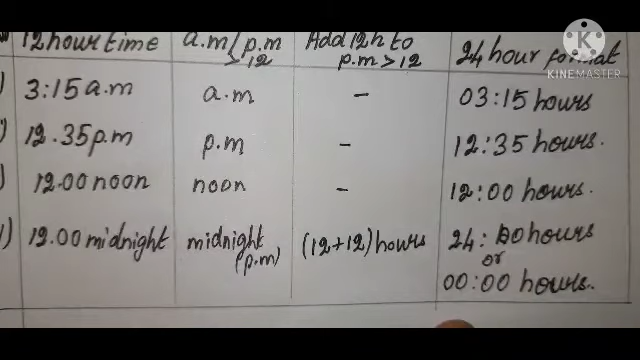 12 hour time a.m/p.m >12 Add 12h to p.m >12 24 hour format
KINEMASTER
) 3:15 a.m a.m - 03:15 hours
) 12.35 p.m p.m - 12:35 hours.
) 12.00 noon noon - 12:00 hours.
) 12.00 midnight midnight (p.m) (12+12) hours 24:00 hours
or
00:00 hours.